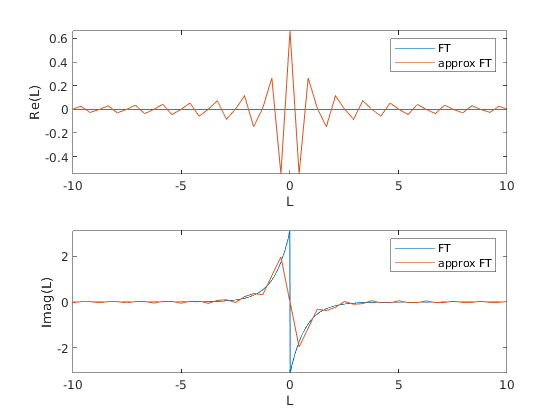 0.6
0.4
0.2
0
-0.2
-0.4
Re(L)
FT
approx FT
-10 -5 0 5 10
L
2
0
-2
Imag(L)
FT
approx FT
-10 -5 0 5 10
L